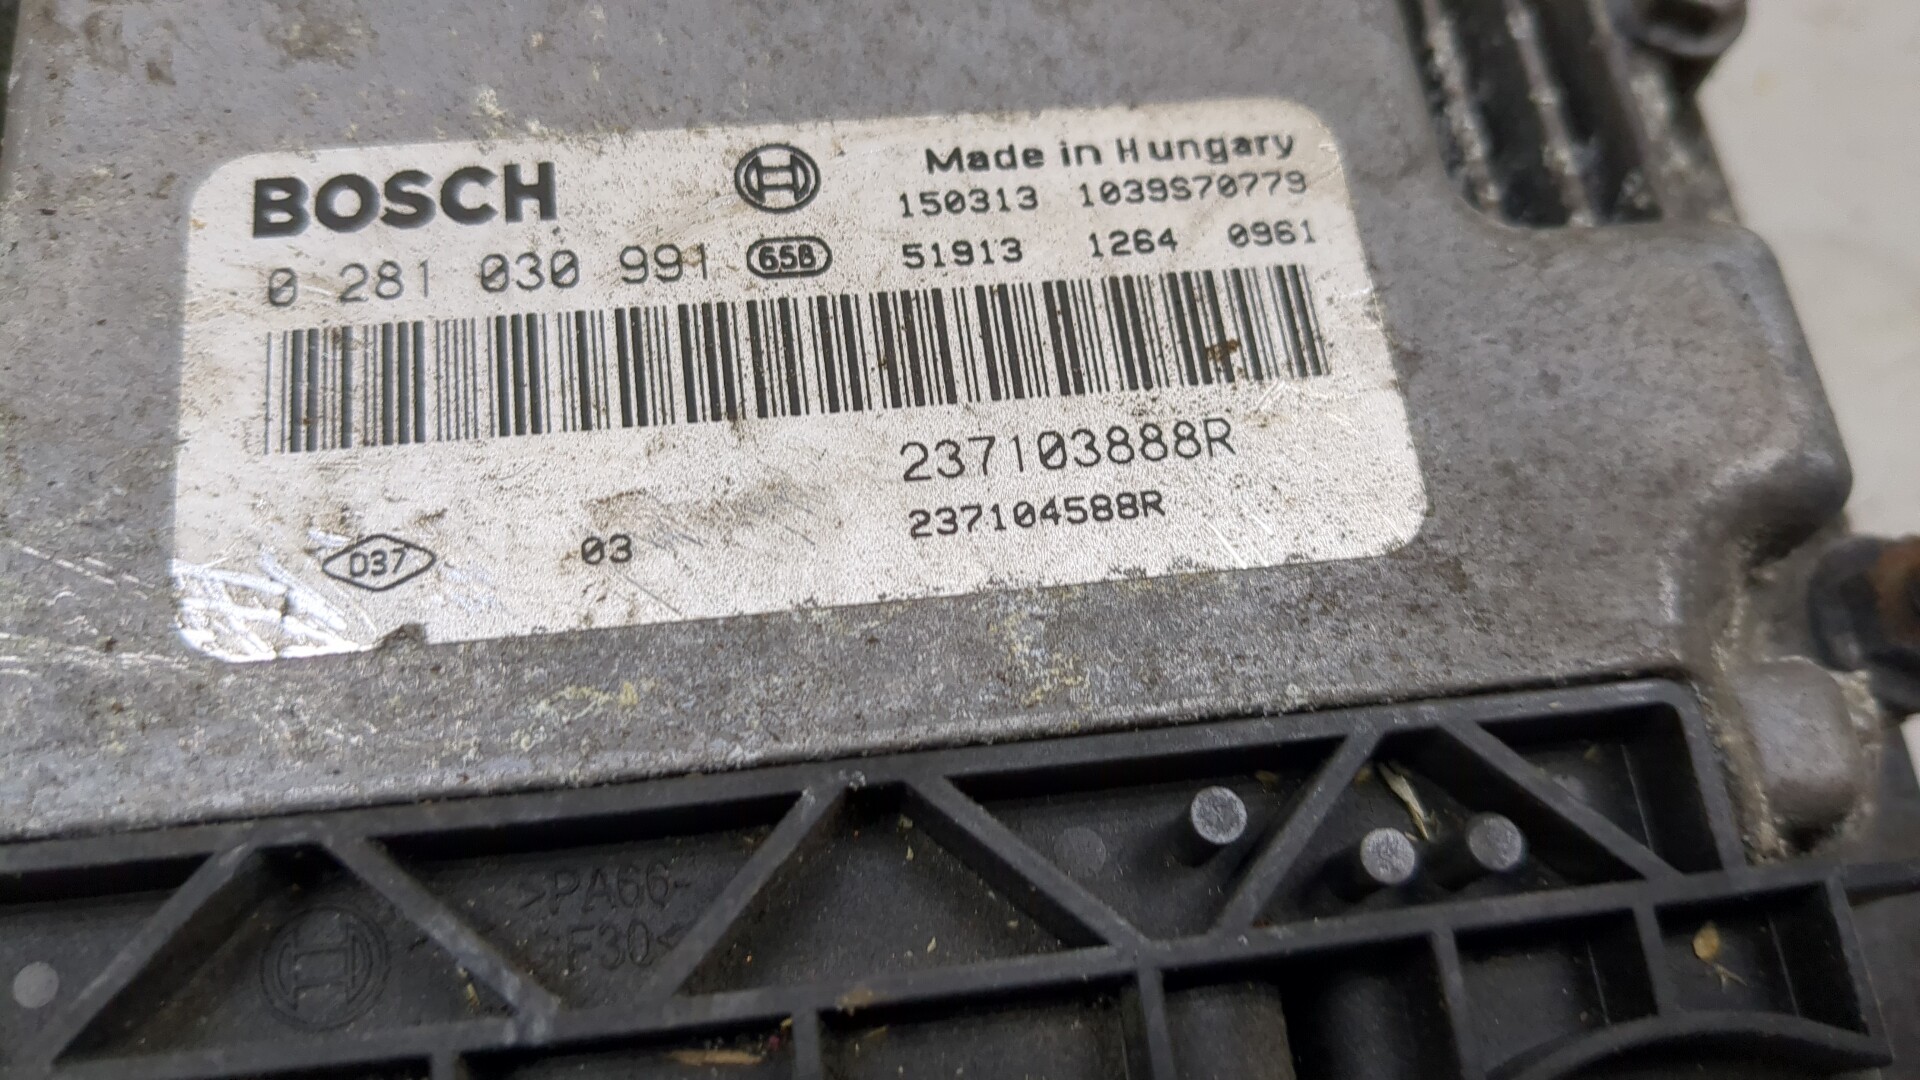 BOSCH
Made in Hungary
150313 1039S70779
0 281 030 991 65B 51913 1264 0961
237103888R
237104588R
D37 03
>PA66-
GF30<